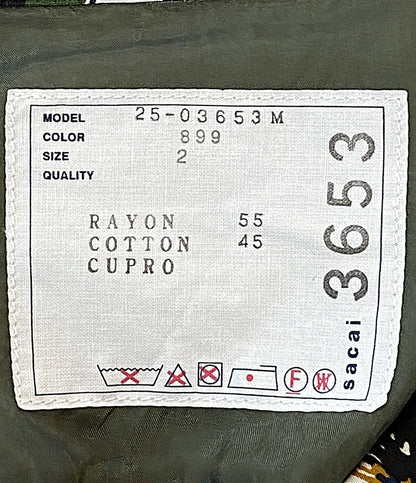 MODEL 25-03653M
COLOR 899
SIZE 2
QUALITY
RAYON 55
COTTON 45
CUPRO
F
W
sacai 3653